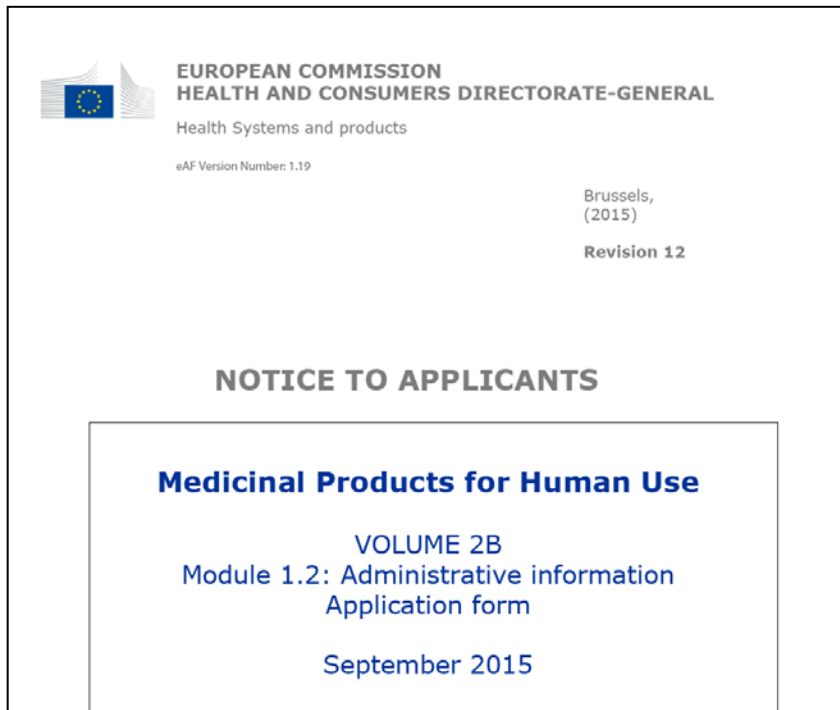 EUROPEAN COMMISSION
HEALTH AND CONSUMERS DIRECTORATE-GENERAL
Health Systems and products
eAF Version Number: 1.19
Brussels,
(2015)
Revision 12
NOTICE TO APPLICANTS
Medicinal Products for Human Use
VOLUME 2B
Module 1.2: Administrative information
Application form
September 2015